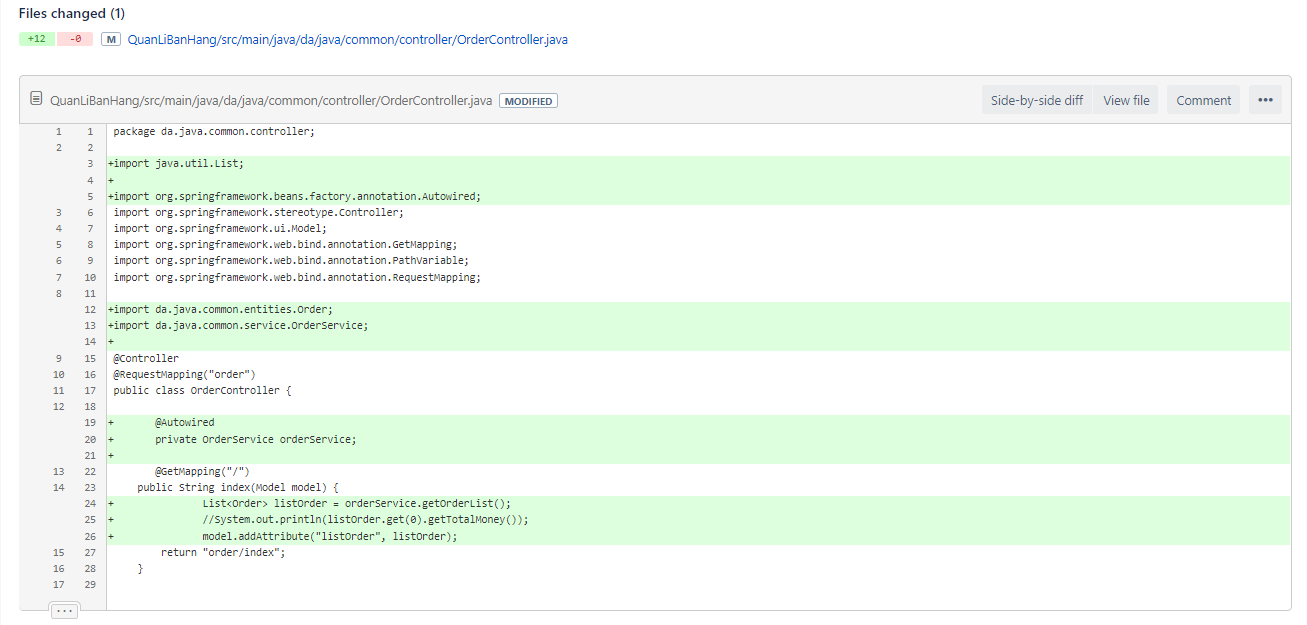 Files changed (1)
+12 -0 M QuanLiBanHang/src/main/java/da/java/common/controller/OrderController.java
QuanLiBanHang/src/main/java/da/java/common/controller/OrderController.java MODIFIED Side-by-side diff View file Comment •••
1 1 package da.java.common.controller;
2 2
3 +import java.util.List;
4 +
5 +import org.springframework.beans.factory.annotation.Autowired;
3 6 import org.springframework.stereotype.Controller;
4 7 import org.springframework.ui.Model;
5 8 import org.springframework.web.bind.annotation.GetMapping;
6 9 import org.springframework.web.bind.annotation.PathVariable;
7 10 import org.springframework.web.bind.annotation.RequestMapping;
8 11
12 +import da.java.common.entities.Order;
13 +import da.java.common.service.OrderService;
14 +
9 15 @Controller
10 16 @RequestMapping("order")
11 17 public class OrderController {
12 18
19 + @Autowired
20 + private OrderService orderService;
21 +
13 22 @GetMapping("/")
14 23 public String index(Model model) {
24 + List<Order> listOrder = orderService.getOrderList();
25 + //System.out.println(listOrder.get(0).getTotalMoney());
26 + model.addAttribute("listOrder", listOrder);
15 27 return "order/index";
16 28 }
17 29
...